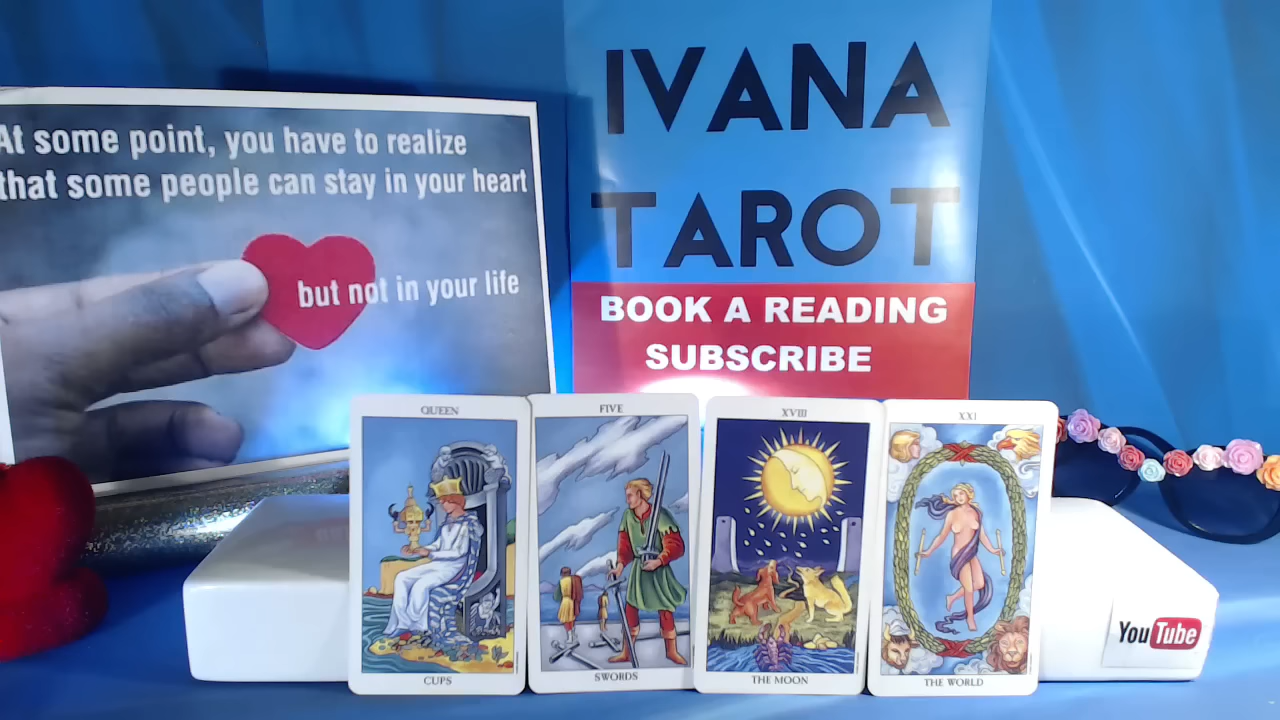 At some point, you have to realize
that some people can stay in your heart
but not in your life
IVANA
TAROT
BOOK A READING
SUBSCRIBE
QUEEN
CUPS
FIVE
SWORDS
XVIII
THE MOON
XXI
THE WORLD
YouTube